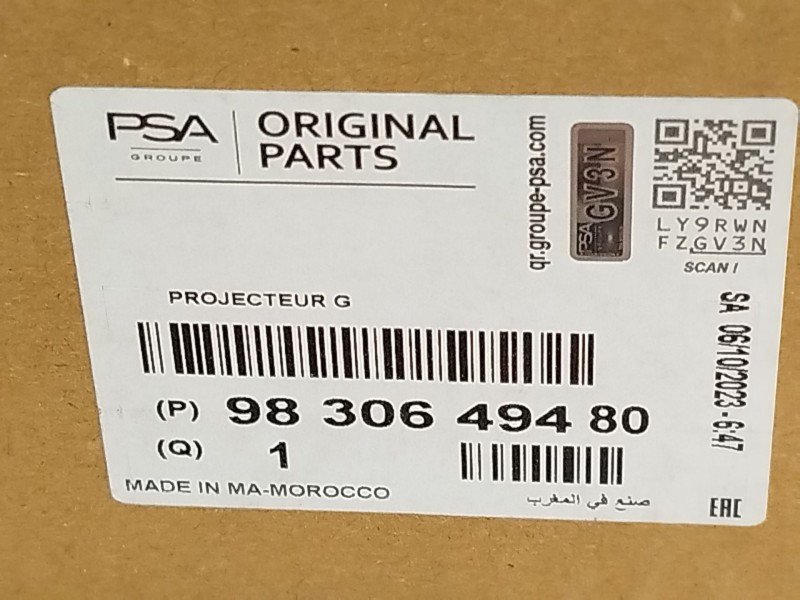 PSA
GROUPE
ORIGINAL
PARTS
qr.groupe-psa.com
PSA
GV3N
LY9RWN
FZGV3N
SCAN !
PROJECTEUR G
(P) 98 306 494 80
(Q) 1
MADE IN MA-MOROCCO
صنع في المغرب
SA 06/10/2023 - 6:47
EAC